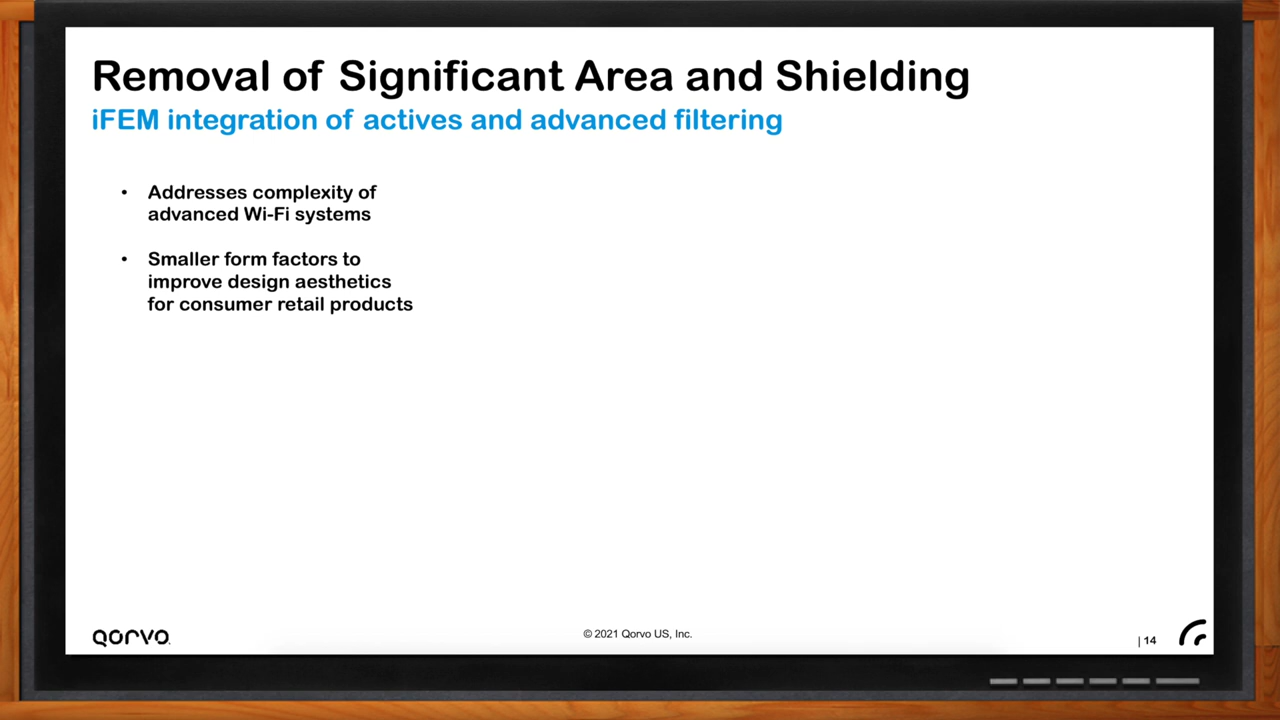 Removal of Significant Area and Shielding
iFEM integration of actives and advanced filtering
• Addresses complexity of
advanced Wi-Fi systems
• Smaller form factors to
improve design aesthetics
for consumer retail products
QORVO
© 2021 Qorvo US, Inc.
| 14